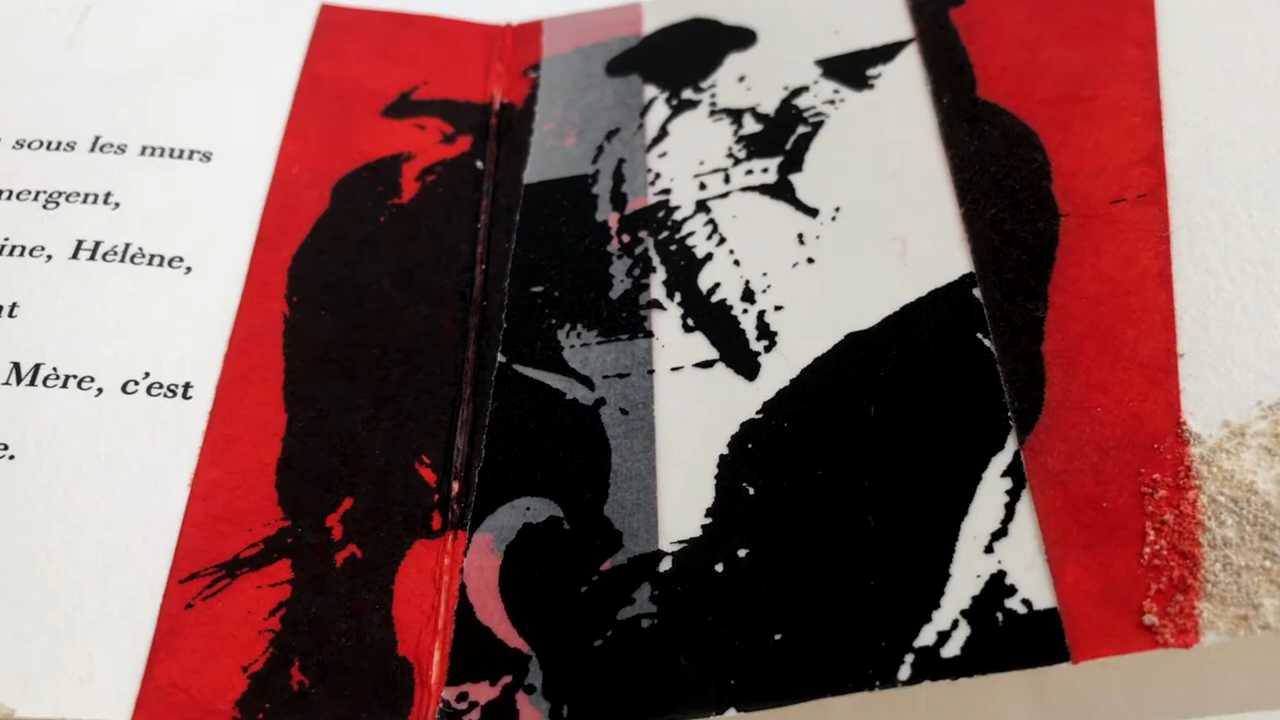 sous les murs
mergent,
ine, Hélène,
nt
Mère, c'est
e.